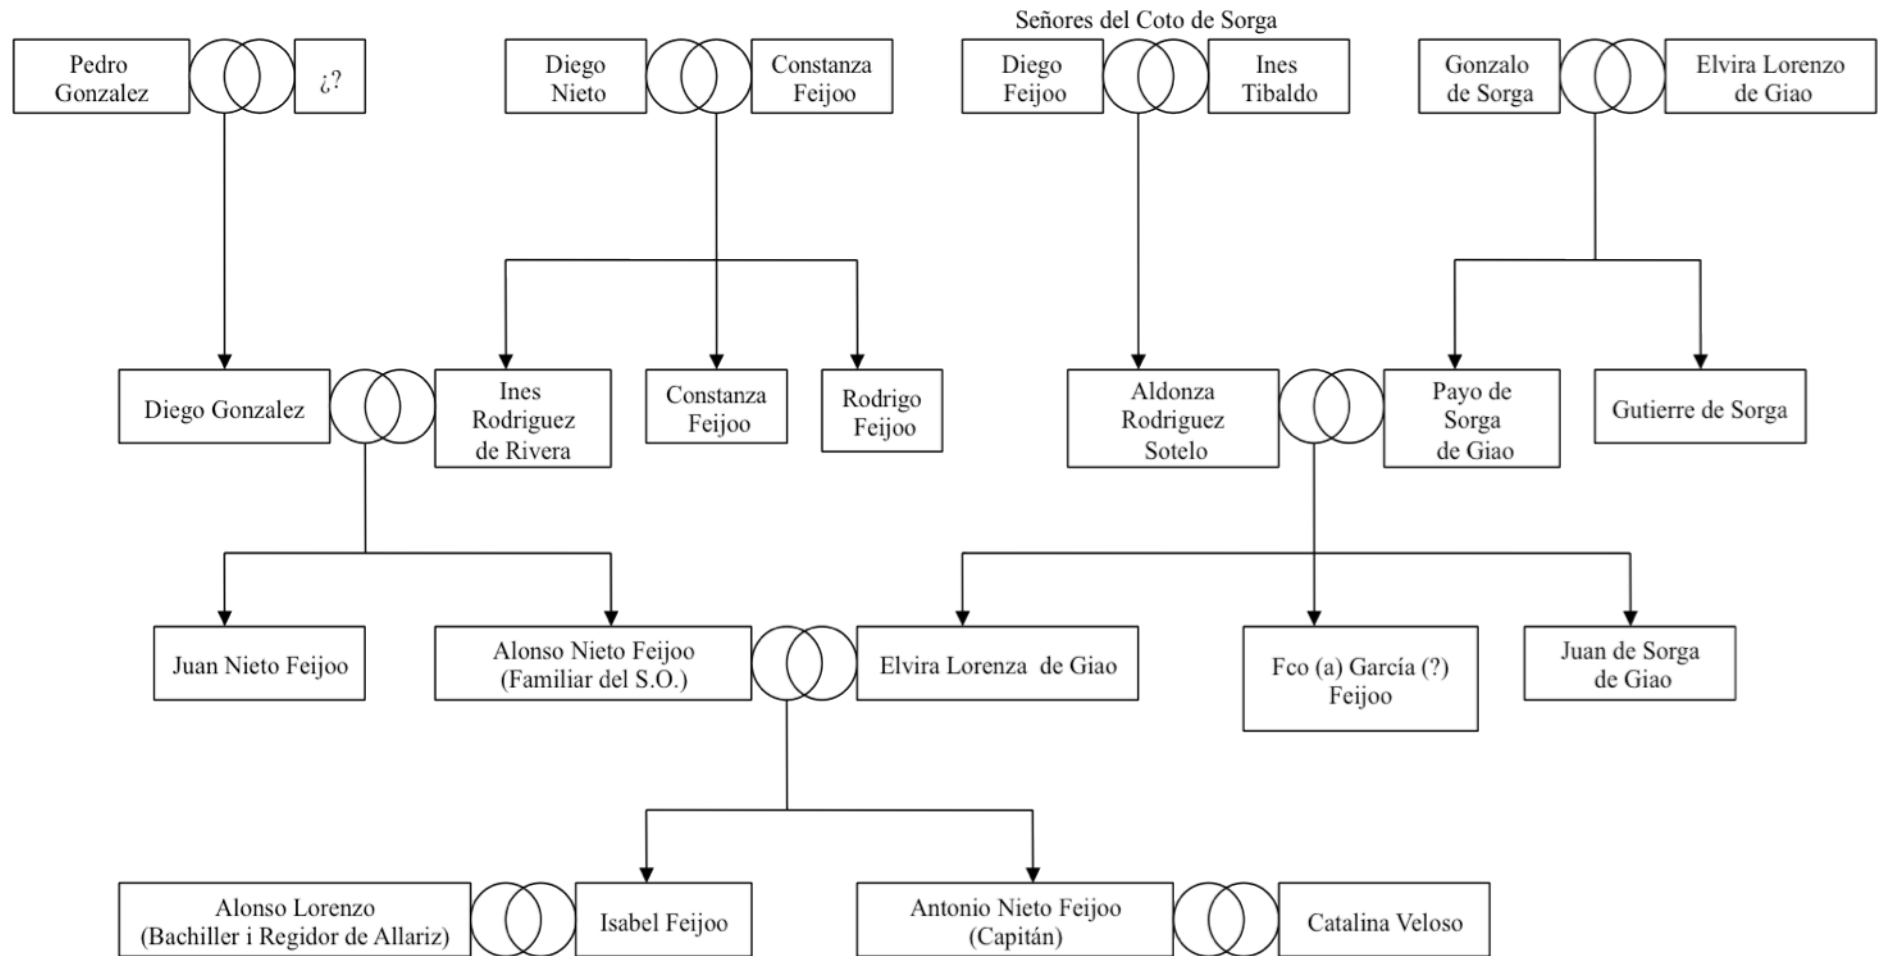 Señores del Coto de Sorga
Pedro
Gonzalez
¿?
Diego
Nieto
Constanza
Feijoo
Diego
Feijoo
Ines
Tibaldo
Gonzalo
de Sorga
Elvira Lorenzo
de Giao
Diego Gonzalez
Ines
Rodriguez
de Rivera
Constanza
Feijoo
Rodrigo
Feijoo
Aldonza
Rodriguez
Sotelo
Payo de
Sorga
de Giao
Gutierre de Sorga
Juan Nieto Feijoo
Alonso Nieto Feijoo
(Familiar del S.O.)
Elvira Lorenza de Giao
Fco (a) García (?)
Feijoo
Juan de Sorga
de Giao
Alonso Lorenzo
(Bachiller i Regidor de Allariz)
Isabel Feijoo
Antonio Nieto Feijoo
(Capitán)
Catalina Veloso